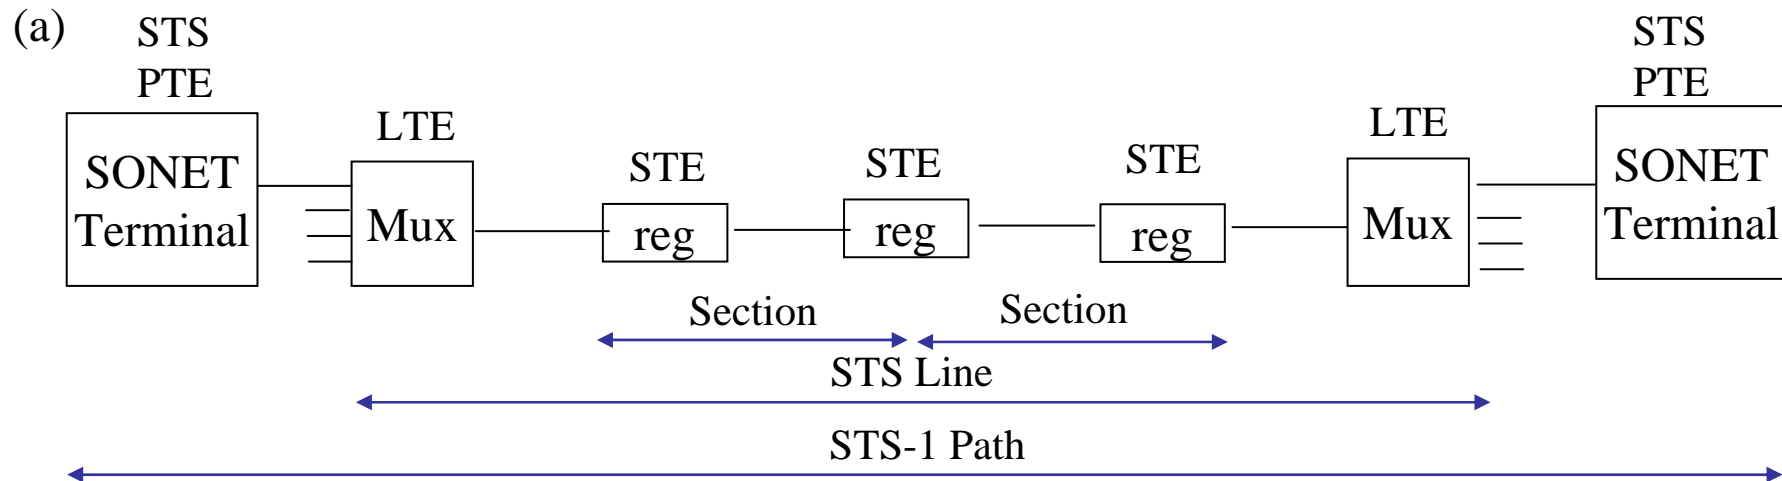 (a)
STS
PTE
SONET
Terminal
LTE
Mux
STE
reg
STE
reg
STE
reg
LTE
Mux
STS
PTE
SONET
Terminal
Section
Section
STS Line
STS-1 Path